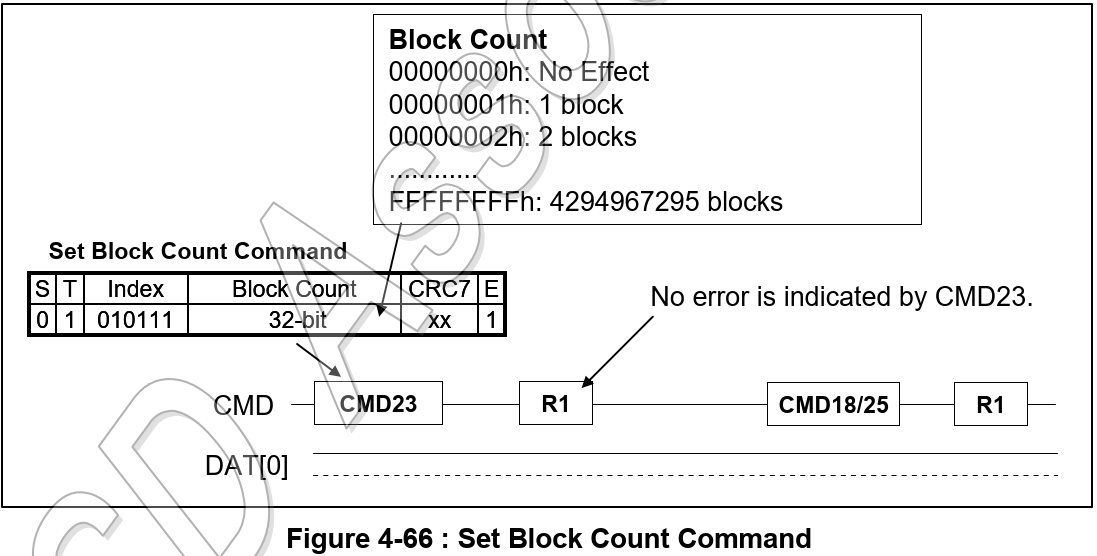 Block Count
00000000h: No Effect
00000001h: 1 block
00000002h: 2 blocks
............
FFFFFFFFh: 4294967295 blocks
Set Block Count Command
S T Index Block Count CRC7 E
0 1 010111 32-bit xx 1
No error is indicated by CMD23.
CMD CMD23 R1 CMD18/25 R1
DAT[0]
Figure 4-66 : Set Block Count Command